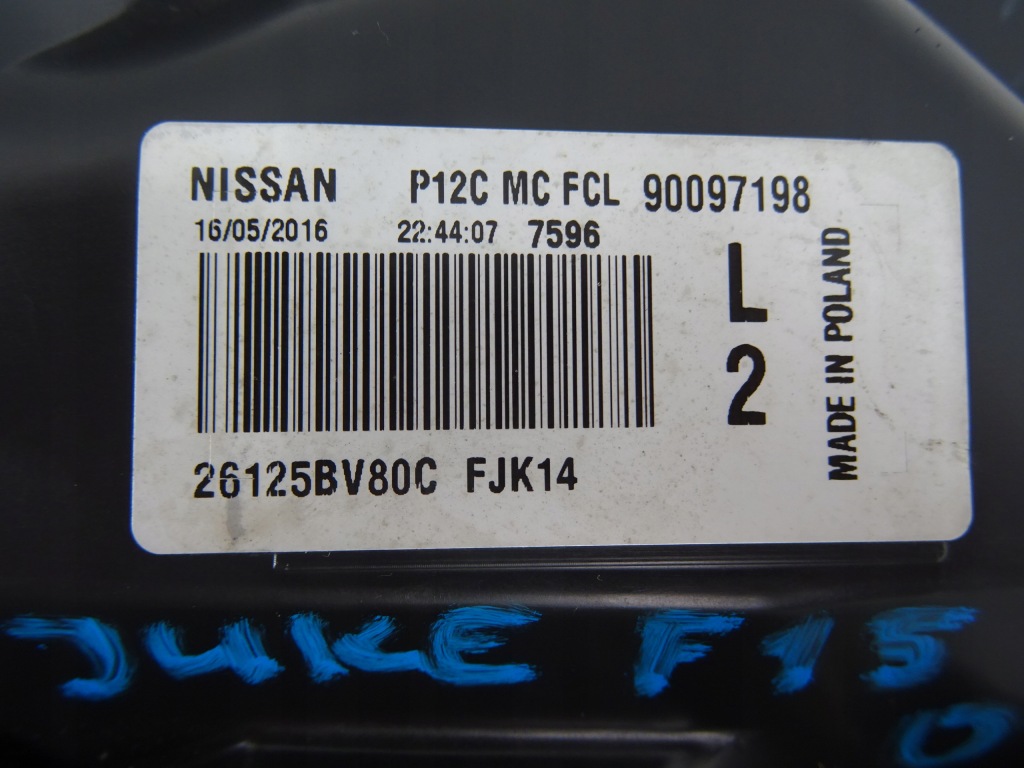 NISSAN P12C MC FCL 90097198
16/05/2016 22:44:07 7596
L
2
MADE IN POLAND
26125BV80C FJK14
JUKE F15
0